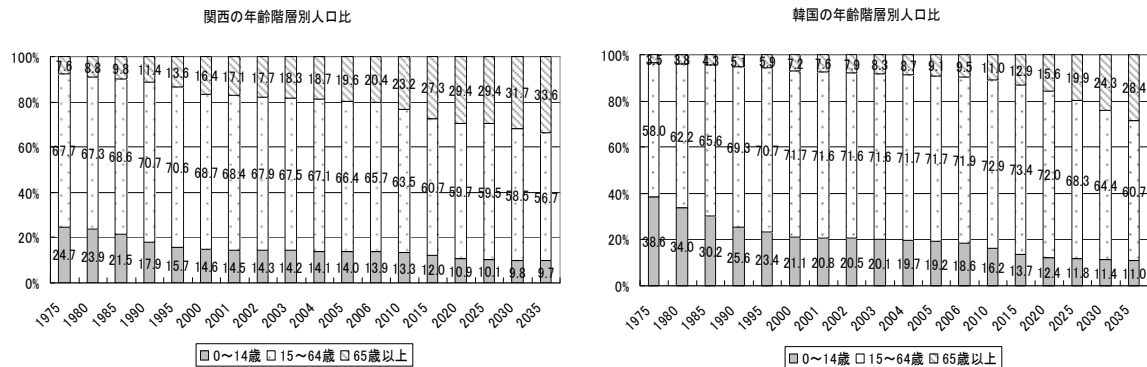 関西の年齢階層別人口比
100%
80%
60%
40%
20%
0%
7.6 8.8 9.8 11.4 13.6 16.4 17.1 17.7 18.3 18.7 19.6 20.4 23.2 27.3 29.4 29.4 31.7 33.6
67.7 67.3 68.6 70.7 70.6 68.7 68.4 67.9 67.5 67.1 66.4 65.7 63.5 60.7 59.7 59.5 58.5 56.7
24.7 23.9 21.5 17.9 15.7 14.6 14.5 14.3 14.2 14.1 14.0 13.9 13.3 12.0 10.9 10.1 9.8 9.7
1975 1980 1985 1990 1995 2000 2001 2002 2003 2004 2005 2006 2010 2015 2020 2025 2030 2035
0～14歳 15～64歳 65歳以上
韓国の年齢階層別人口比
100%
80%
60%
40%
20%
0%
3.5 3.8 4.3 5.1 5.9 7.2 7.6 7.9 8.3 8.7 9.1 9.5 11.0 12.9 15.6 19.9 24.3 28.4
58.0 62.2 65.6 69.3 70.7 71.7 71.6 71.6 71.6 71.7 71.7 71.9 72.9 73.4 72.0 68.3 64.4 60.7
38.6 34.0 30.2 25.6 23.4 21.1 20.8 20.5 20.1 19.7 19.2 18.6 16.2 13.7 12.4 11.8 11.4 11.0
1975 1980 1985 1990 1995 2000 2001 2002 2003 2004 2005 2006 2010 2015 2020 2025 2030 2035
0～14歳 15～64歳 65歳以上